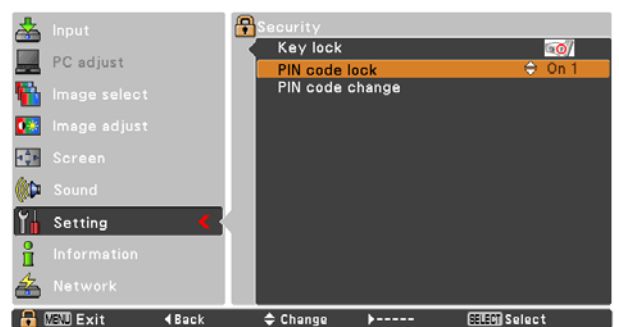 Input
PC adjust
Image select
Image adjust
Screen
Sound
Setting
Information
Network
Security
Key lock
PIN code lock On 1
PIN code change
MENU Exit Back Change ----- SELECT Select